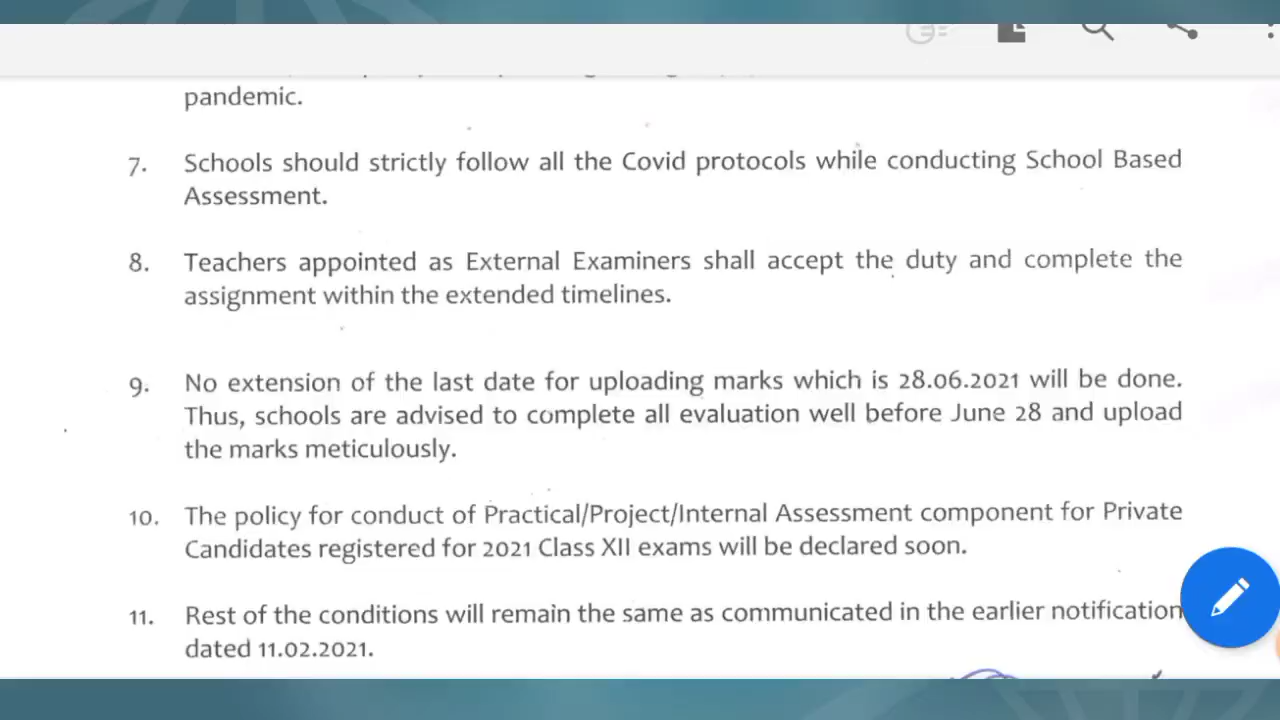 pandemic.
7. Schools should strictly follow all the Covid protocols while conducting School Based
Assessment.
8. Teachers appointed as External Examiners shall accept the duty and complete the
assignment within the extended timelines.
9. No extension of the last date for uploading marks which is 28.06.2021 will be done.
Thus, schools are advised to complete all evaluation well before June 28 and upload
the marks meticulously.
10. The policy for conduct of Practical/Project/Internal Assessment component for Private
Candidates registered for 2021 Class XII exams will be declared soon.
11. Rest of the conditions will remain the same as communicated in the earlier notification
dated 11.02.2021.